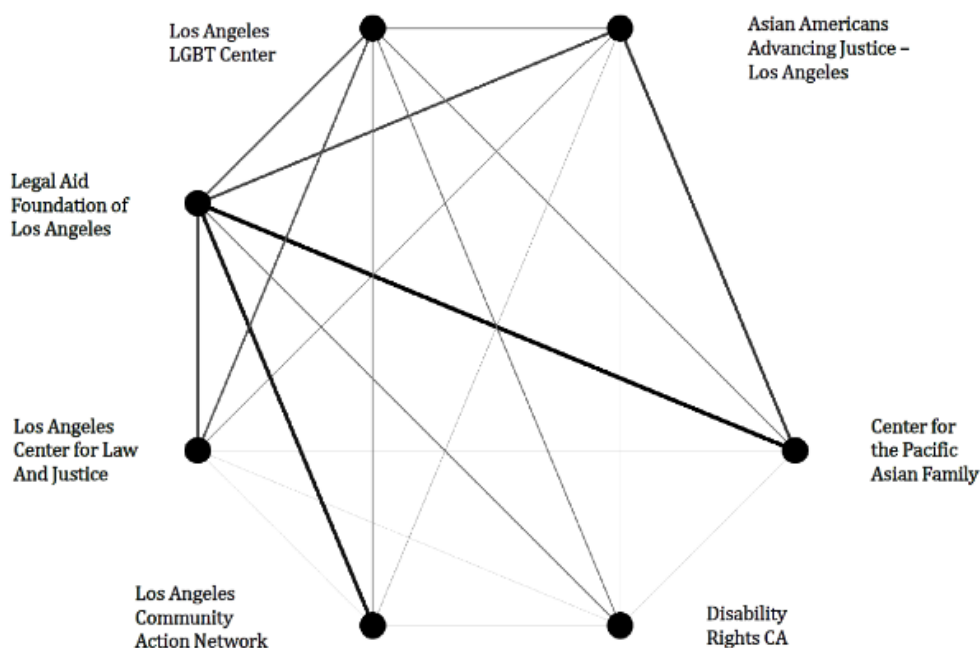 Los Angeles
LGBT Center
Asian Americans
Advancing Justice –
Los Angeles
Legal Aid
Foundation of
Los Angeles
Los Angeles
Center for Law
And Justice
Center for
the Pacific
Asian Family
Los Angeles
Community
Action Network
Disability
Rights CA